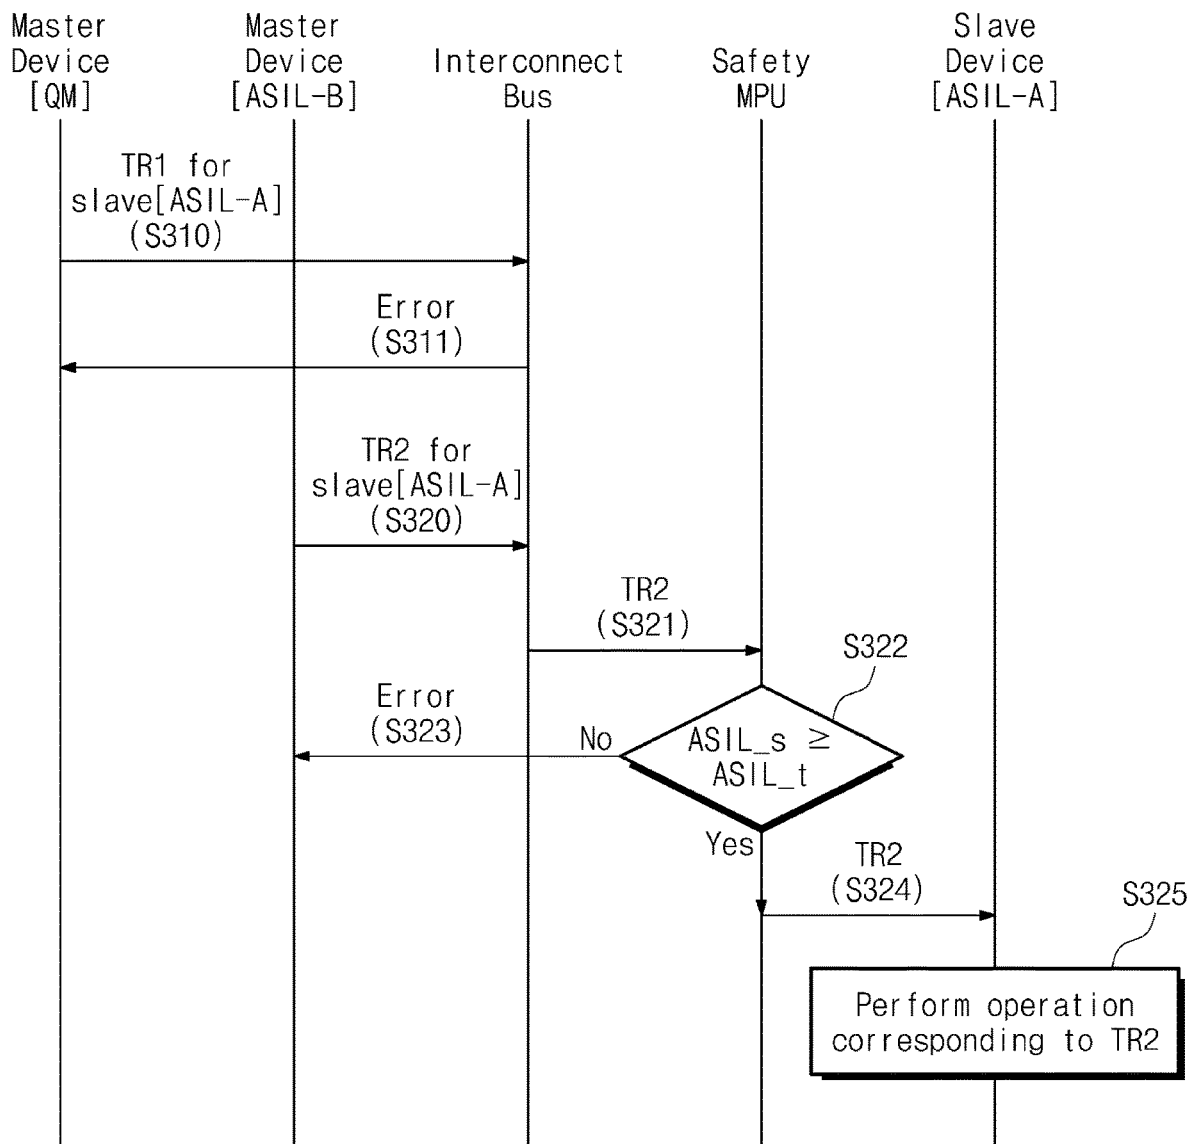 Master
Device
[QM]
Master
Device
[ASIL-B]
Interconnect
Bus
Safety
MPU
Slave
Device
[ASIL-A]
TR1 for
slave[ASIL-A]
(S310)
Error
(S311)
TR2 for
slave[ASIL-A]
(S320)
TR2
(S321)
S322
Error
(S323)
No
ASIL_s ≥
ASIL_t
Yes
TR2
(S324)
S325
Perform operation
corresponding to TR2